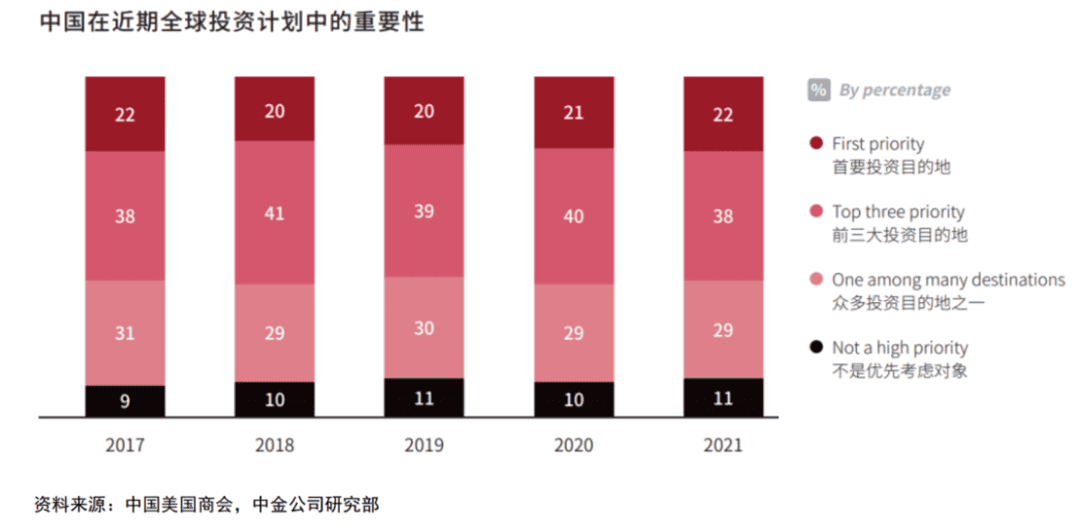 中国在近期全球投资计划中的重要性
% By percentage
22 20 20 21 22
38 41 39 40 38
31 29 30 29 29
9 10 11 10 11
2017 2018 2019 2020 2021
First priority
首要投资目的地
Top three priority
前三大投资目的地
One among many destinations
众多投资目的地之一
Not a high priority
不是优先考虑对象
资料来源：中国美国商会，中金公司研究部